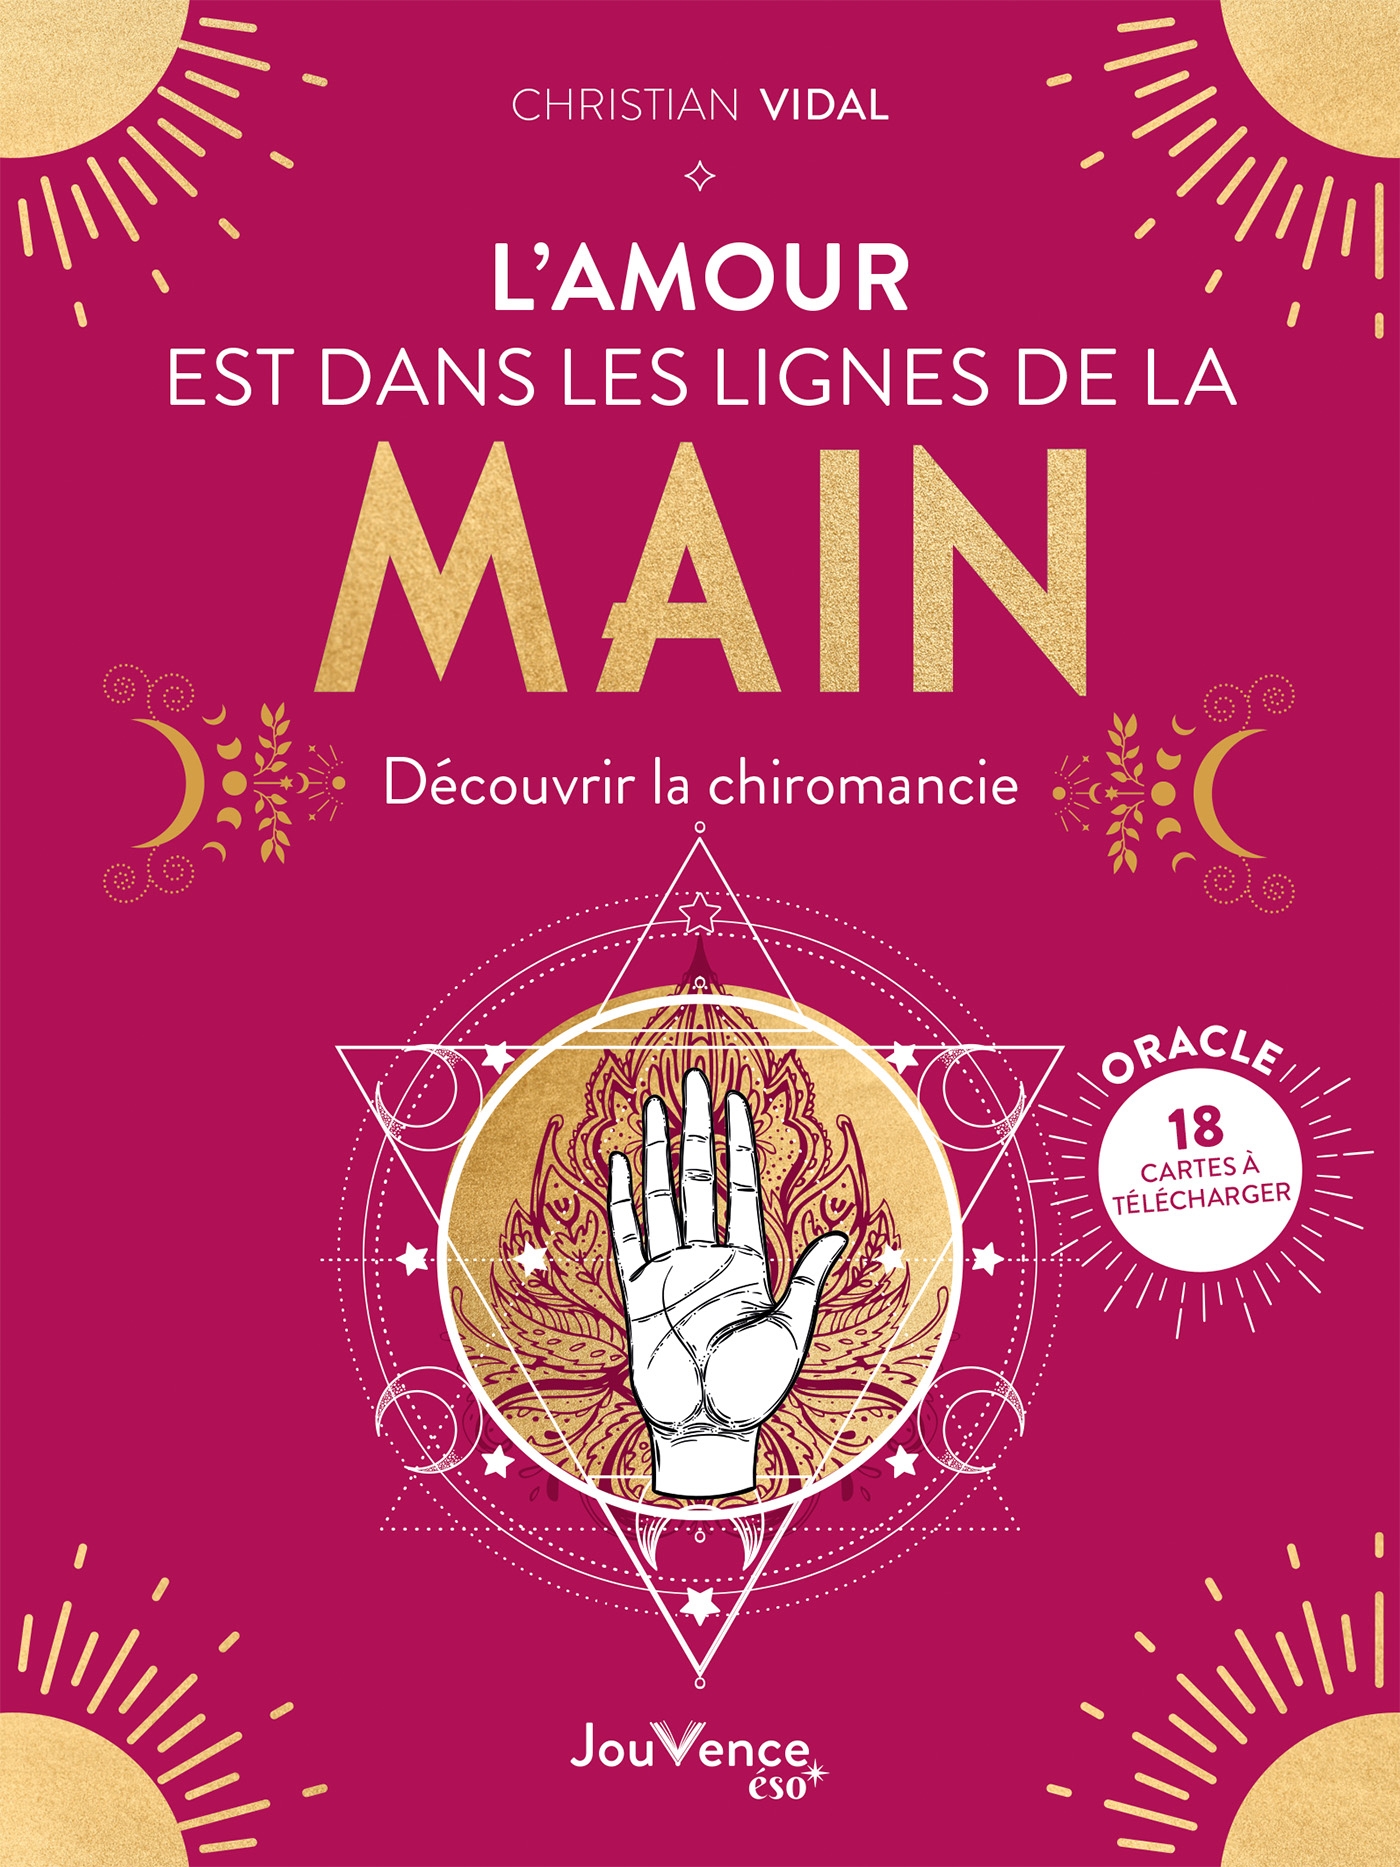 CHRISTIAN VIDAL
L'AMOUR
EST DANS LES LIGNES DE LA
MAIN
Découvrir la chiromancie
ORACLE
18
CARTES À
TÉLÉCHARGER
JouVence
éso